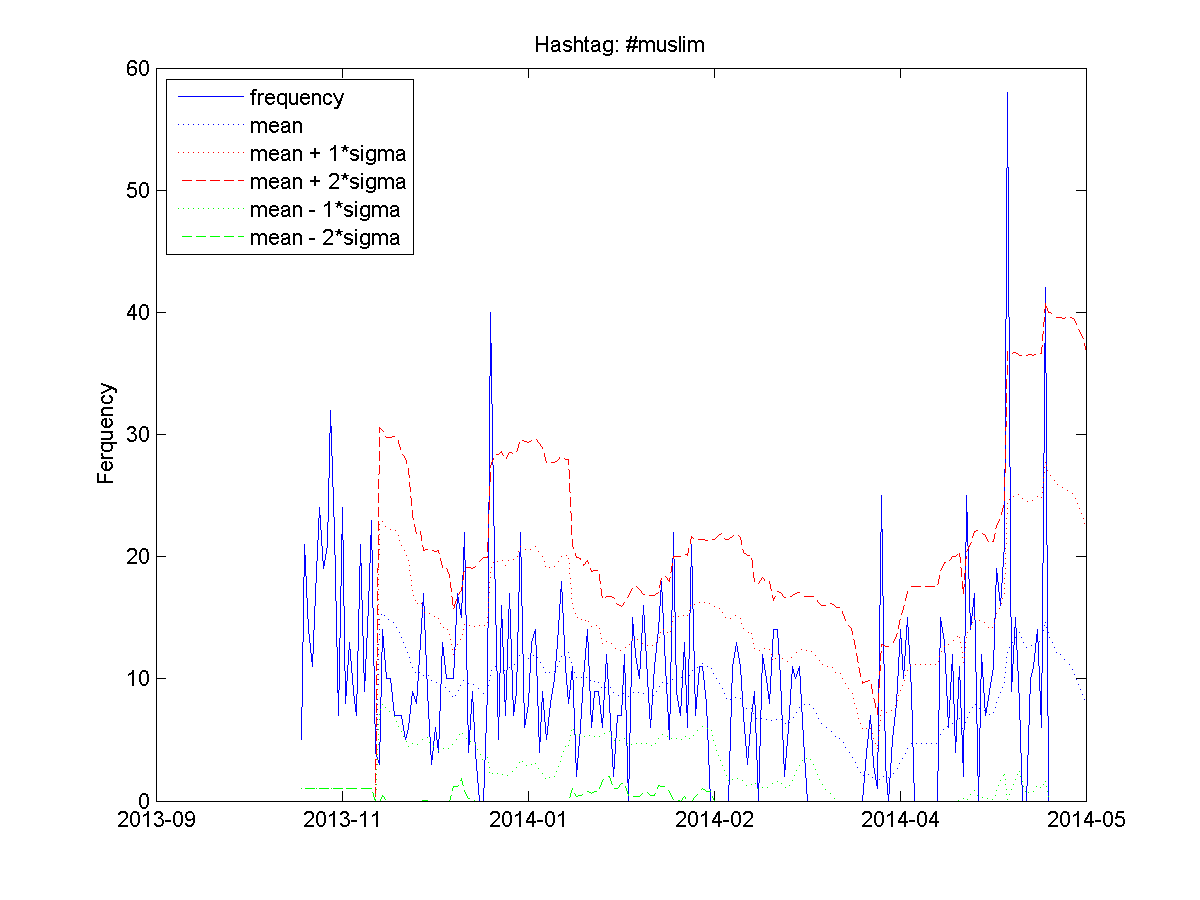 Hashtag: #muslim
60
50
40
30
20
10
0
Ferquency
frequency
mean
mean + 1*sigma
mean + 2*sigma
mean - 1*sigma
mean - 2*sigma
2013-09 2013-11 2014-01 2014-02 2014-04 2014-05